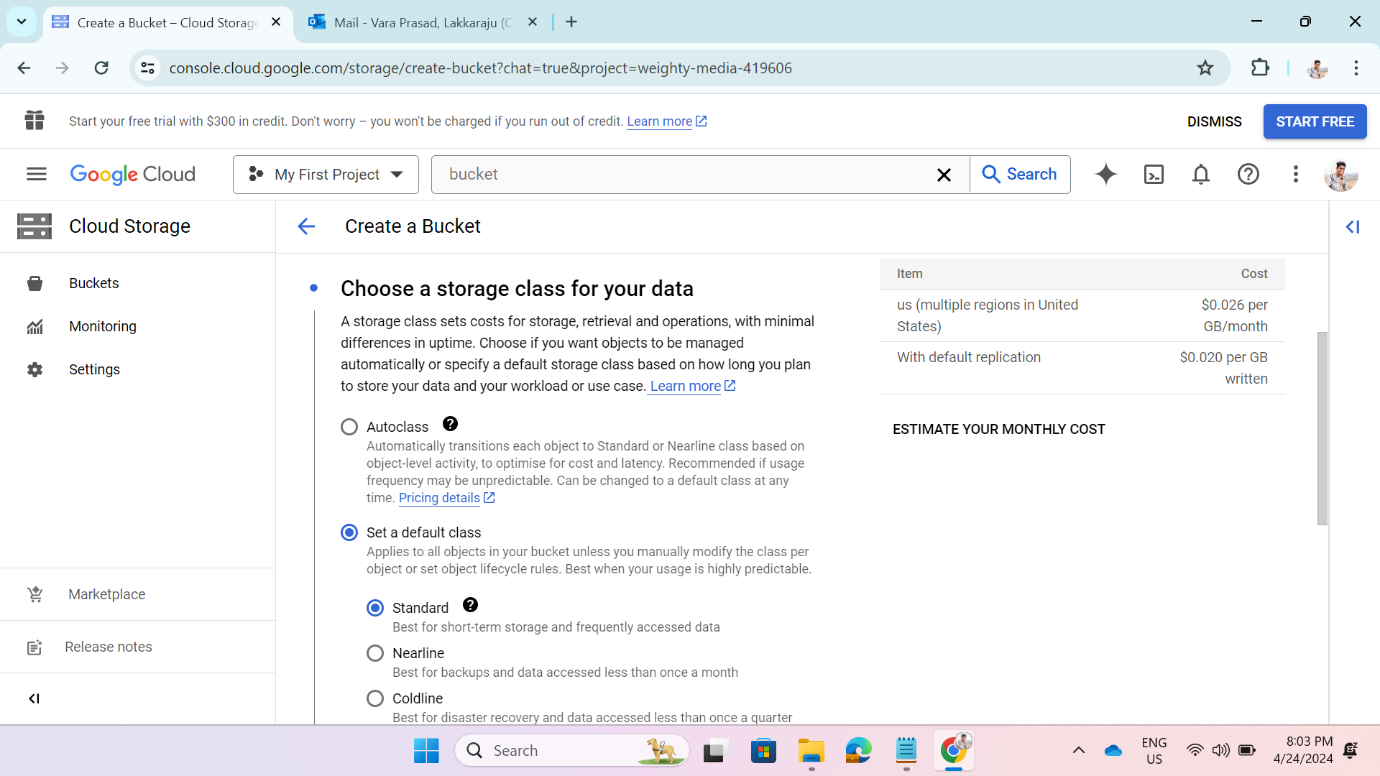 Create a Bucket – Cloud Storage
Mail - Vara Prasad, Lakkaraju (C
console.cloud.google.com/storage/create-bucket?chat=true&project=weighty-media-419606
Start your free trial with $300 in credit. Don't worry – you won't be charged if you run out of credit. Learn more
DISMISS
START FREE
Google Cloud
My First Project
bucket
Search
Cloud Storage
Buckets
Monitoring
Settings
Marketplace
Release notes
Create a Bucket
Choose a storage class for your data
A storage class sets costs for storage, retrieval and operations, with minimal
differences in uptime. Choose if you want objects to be managed
automatically or specify a default storage class based on how long you plan
to store your data and your workload or use case. Learn more
Autoclass
Automatically transitions each object to Standard or Nearline class based on
object-level activity, to optimise for cost and latency. Recommended if usage
frequency may be unpredictable. Can be changed to a default class at any
time. Pricing details
Set a default class
Applies to all objects in your bucket unless you manually modify the class per
object or set object lifecycle rules. Best when your usage is highly predictable.
Standard
Best for short-term storage and frequently accessed data
Nearline
Best for backups and data accessed less than once a month
Coldline
Best for disaster recovery and data accessed less than once a quarter
Item Cost
us (multiple regions in United $0.026 per
States) GB/month
With default replication $0.020 per GB
written
ESTIMATE YOUR MONTHLY COST
Search
ENG
US
8:03 PM
4/24/2024